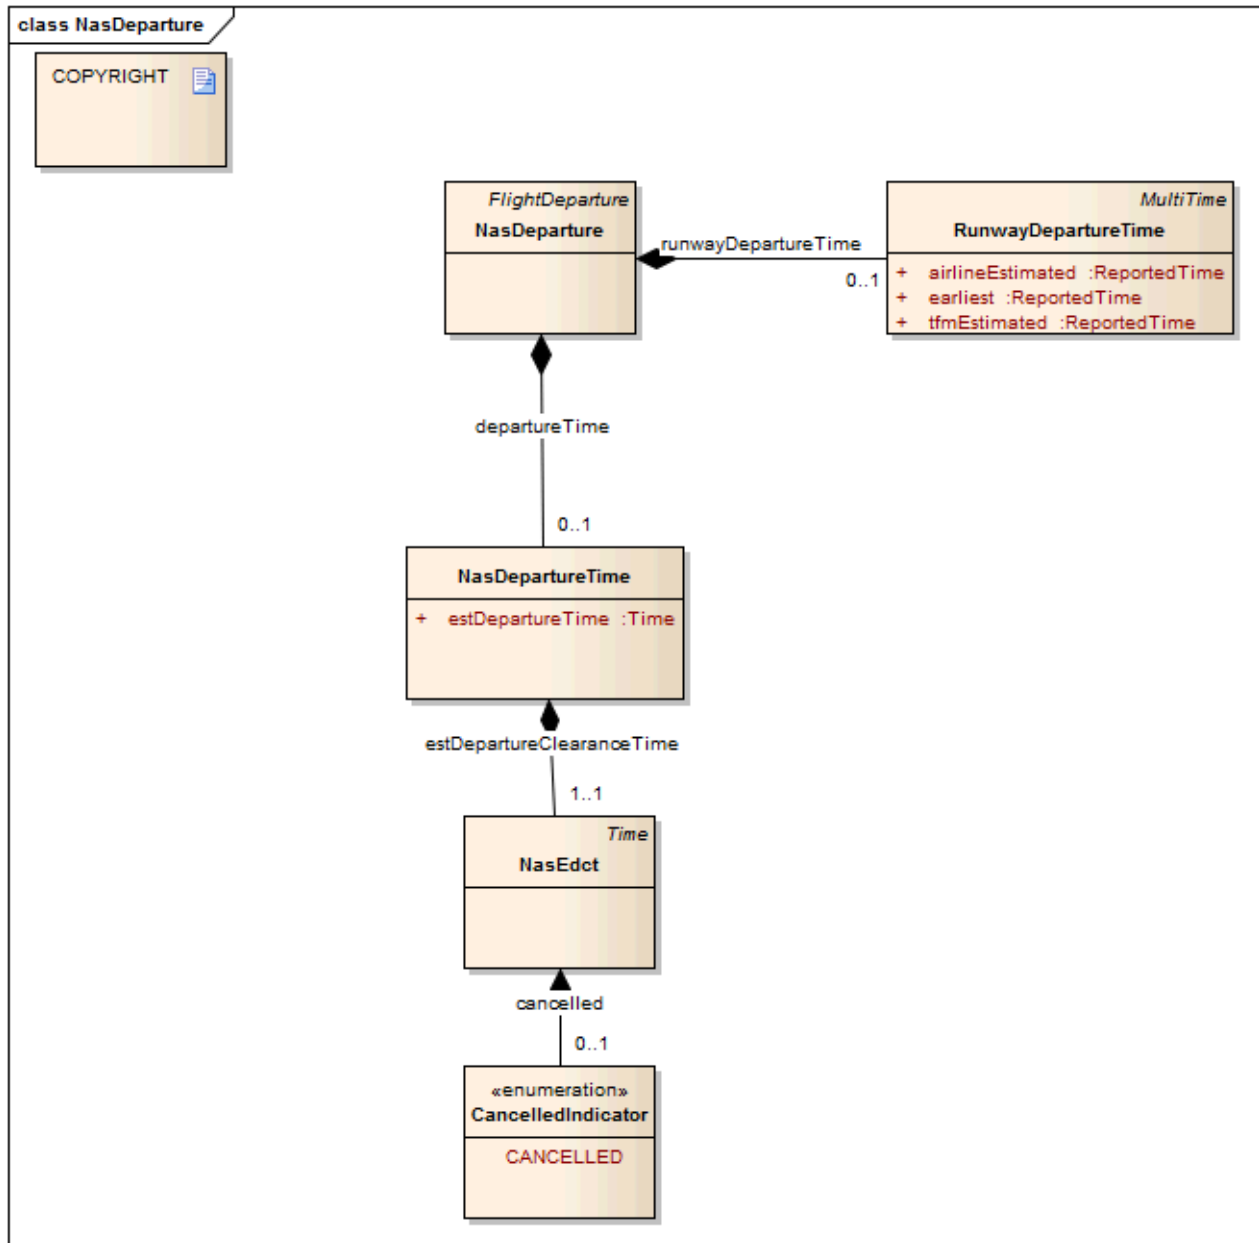 class NasDeparture
COPYRIGHT
FlightDeparture
NasDeparture
runwayDepartureTime
0..1
MultiTime
RunwayDepartureTime
+ airlineEstimated :ReportedTime
+ earliest :ReportedTime
+ tfmEstimated :ReportedTime
departureTime
0..1
NasDepartureTime
+ estDepartureTime :Time
estDepartureClearanceTime
1..1
Time
NasEdct
cancelled
0..1
«enumeration»
CancelledIndicator
CANCELLED